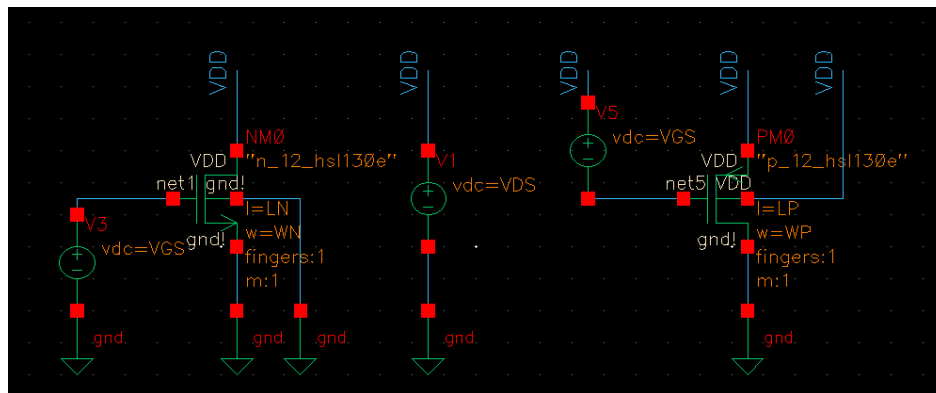 VDD
VDD
VDD
VDD
VDD
NM0
VDD
"n_12_hsl130e"
net1
gnd!
l=LN
w=WN
gnd!
fingers:1
m:1
V3
vdc=VGS
gnd.
gnd.
gnd.
V1
vdc=VDS
gnd.
V5
vdc=VGS
PM0
VDD
"p_12_hsl130e"
net5
VDD
l=LP
w=WP
gnd!
fingers:1
m:1
gnd.